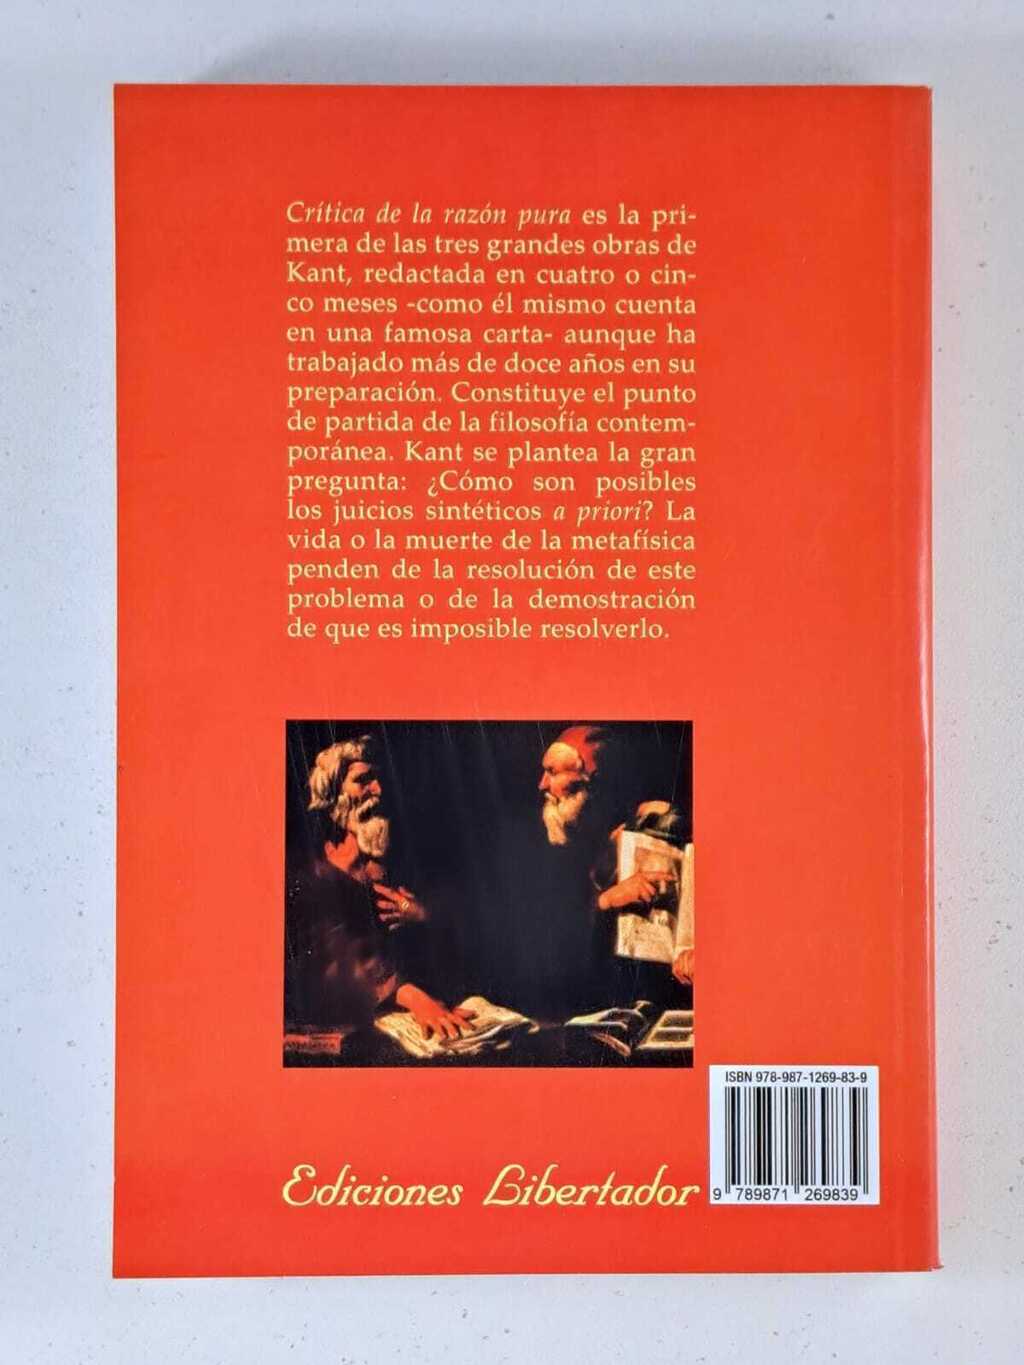 Crítica de la razón pura es la pri-
mera de las tres grandes obras de
Kant, redactada en cuatro o cin-
co meses -como él mismo cuenta
en una famosa carta- aunque ha
trabajado más de doce años en su
preparación. Constituye el punto
de partida de la filosofía contem-
poránea. Kant se plantea la gran
pregunta: ¿Cómo son posibles
los juicios sintéticos a priori? La
vida o la muerte de la metafísica
penden de la resolución de este
problema o de la demostración
de que es imposible resolverlo.
ISBN 978-987-1269-83-9
9 789871 269839
Ediciones Libertador